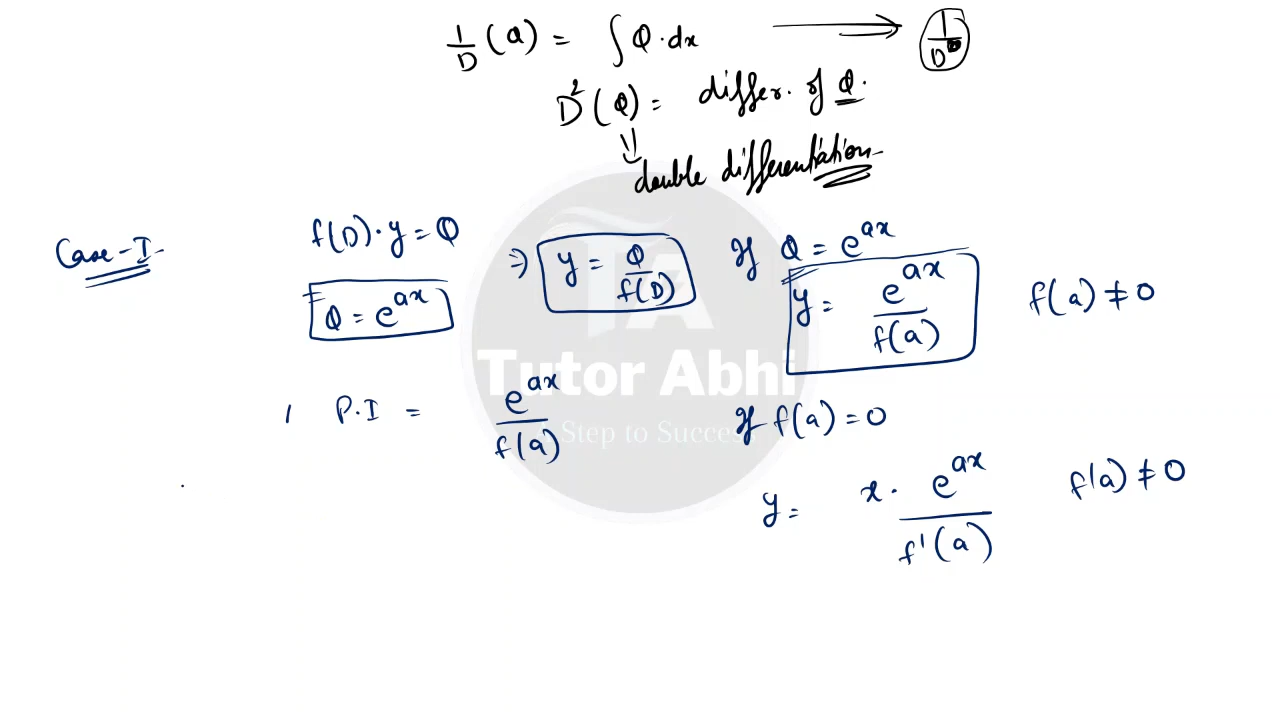 1/D (Q) = ∫ Q·dx ⟶ 1/D
D² (Q) = differ. of Q.
double differentiation
Case-I
f(D)·y = Q ⇒ y = Q/f(D) If Q = e^ax
Q = e^ax y = e^ax/f(a) f(a) ≠ 0
Tutor Abhi
P.I = e^ax/f(a) If f(a) = 0
Step to Success
y = x· e^ax/f'(a) f'(a) ≠ 0